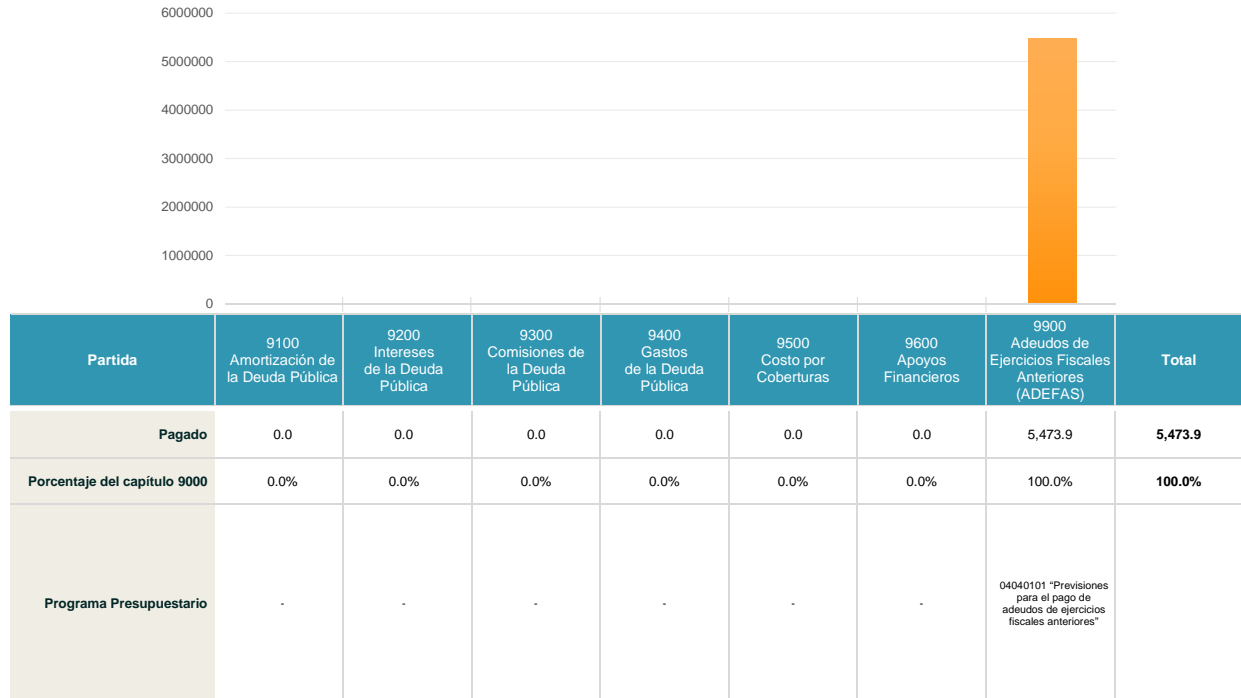 6000000
5000000
4000000
3000000
2000000
1000000
0
Partida
9100
Amortización de
la Deuda Pública
9200
Intereses
de la Deuda
Pública
9300
Comisiones de
la Deuda
Pública
9400
Gastos
de la Deuda
Pública
9500
Costo por
Coberturas
9600
Apoyos
Financieros
9900
Adeudos de
Ejercicios Fiscales
Anteriores
(ADEFAS)
Total
Pagado 0.0 0.0 0.0 0.0 0.0 0.0 5,473.9 5,473.9
Porcentaje del capítulo 9000 0.0% 0.0% 0.0% 0.0% 0.0% 0.0% 100.0% 100.0%
Programa Presupuestario - - - - - -
04040101 "Previsiones
para el pago de
adeudos de ejercicios
fiscales anteriores"